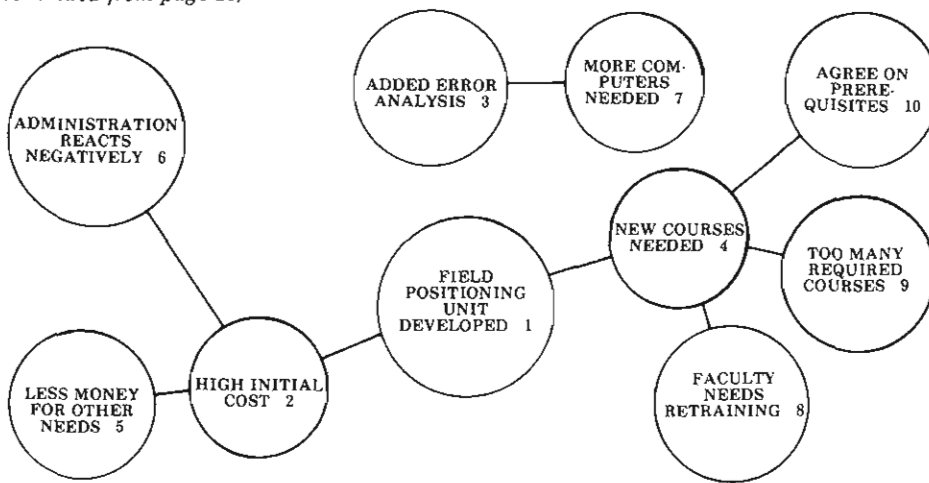 ADDED ERROR
ANALYSIS 3
MORE COM-
PUTERS
NEEDED 7
AGREE ON
PRERE-
QUISITES 10
ADMINISTRATION
REACTS
NEGATIVELY 6
NEW COURSES
NEEDED 4
TOO MANY
REQUIRED
COURSES 9
FIELD
POSITIONING
UNIT
DEVELOPED 1
LESS MONEY
FOR OTHER
NEEDS 5
HIGH INITIAL
COST 2
FACULTY
NEEDS
RETRAINING 8